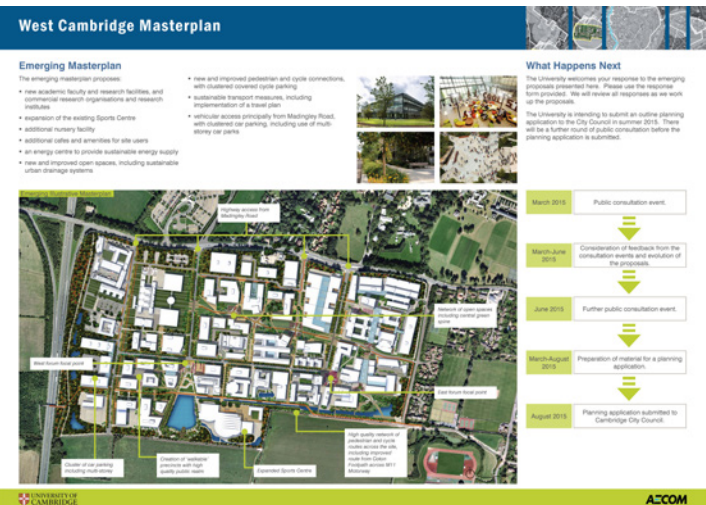 West Cambridge Masterplan
Emerging Masterplan
The emerging masterplan proposes:
• new academic faculty and research facilities, and
commercial research organisations and research
institutes
• expansion of the existing Sports Centre
• additional nursery facility
• additional cafes and amenities for site users
• an energy centre to provide sustainable energy supply
• new and improved open spaces, including sustainable
urban drainage systems
• new and improved pedestrian and cycle connections,
with clustered covered cycle parking
• sustainable transport measures, including
implementation of a travel plan
• vehicular access principally from Madingley Road,
with clustered car parking, including use of multi-
storey car parks
What Happens Next
The University welcomes your response to the emerging
proposals presented here. Please use the response
form provided. We will review all responses as we work
up the proposals.
The University is intending to submit an outline planning
application to the City Council in summer 2015. There
will be a further round of public consultation before the
planning application is submitted.
Emerging Illustrative Masterplan
Highway access from
Madingley Road
Network of open spaces
including central green
spine
West forum focal point
East forum focal point
Cluster of car parking
including multi-storey
Creation of 'walkable'
precinct with high
quality public realm
Expanded Sports Centre
High quality network of
pedestrian and cycle
routes across the site,
including improved
route from Coton
Footpath across M11
Motorway
March 2015
Public consultation event.
March-June
2015
Consideration of feedback from the
consultation events and evolution of
the proposals.
June 2015
Further public consultation event.
March-August
2015
Preparation of material for a planning
application.
August 2015
Planning application submitted to
Cambridge City Council.
UNIVERSITY OF
CAMBRIDGE
AECOM